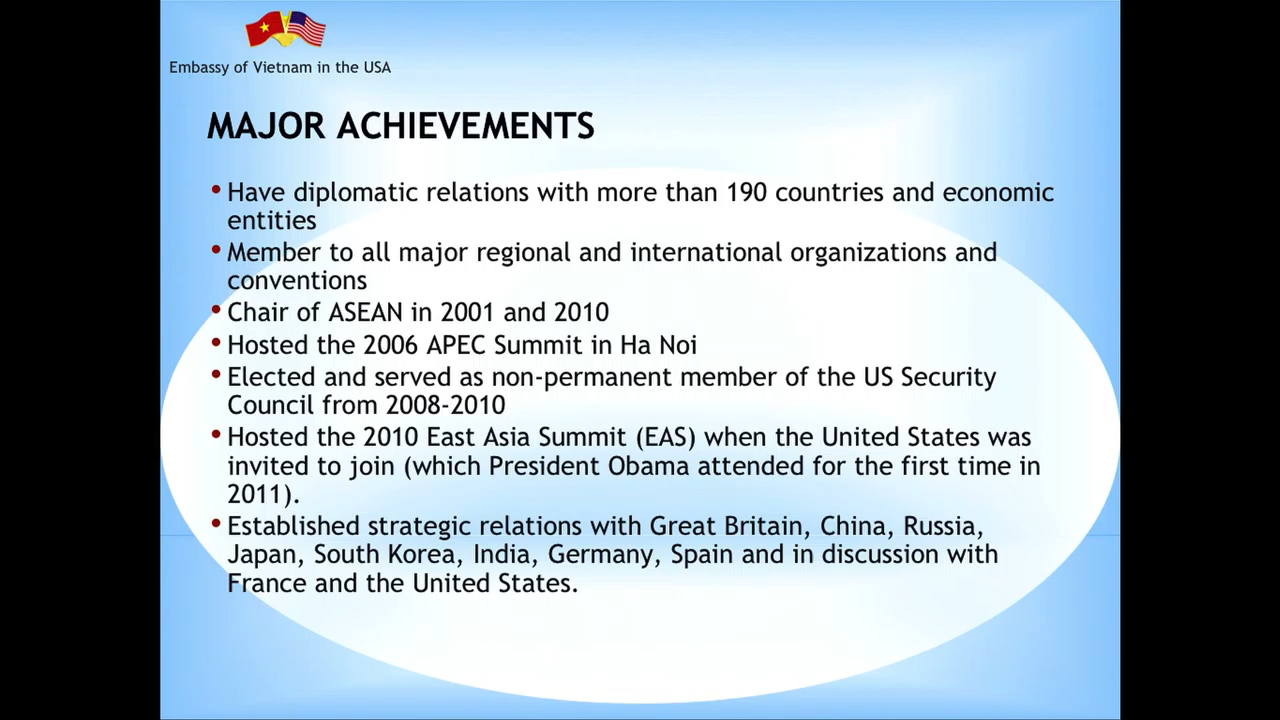 Embassy of Vietnam in the USA
MAJOR ACHIEVEMENTS
• Have diplomatic relations with more than 190 countries and economic
entities
• Member to all major regional and international organizations and
conventions
• Chair of ASEAN in 2001 and 2010
• Hosted the 2006 APEC Summit in Ha Noi
• Elected and served as non-permanent member of the US Security
Council from 2008-2010
• Hosted the 2010 East Asia Summit (EAS) when the United States was
invited to join (which President Obama attended for the first time in
2011).
• Established strategic relations with Great Britain, China, Russia,
Japan, South Korea, India, Germany, Spain and in discussion with
France and the United States.